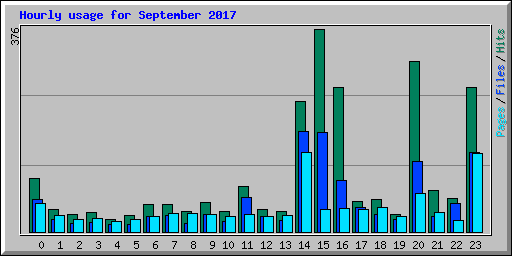 Hourly usage for September 2017
376
Pages / Files / Hits
0 1 2 3 4 5 6 7 8 9 10 11 12 13 14 15 16 17 18 19 20 21 22 23